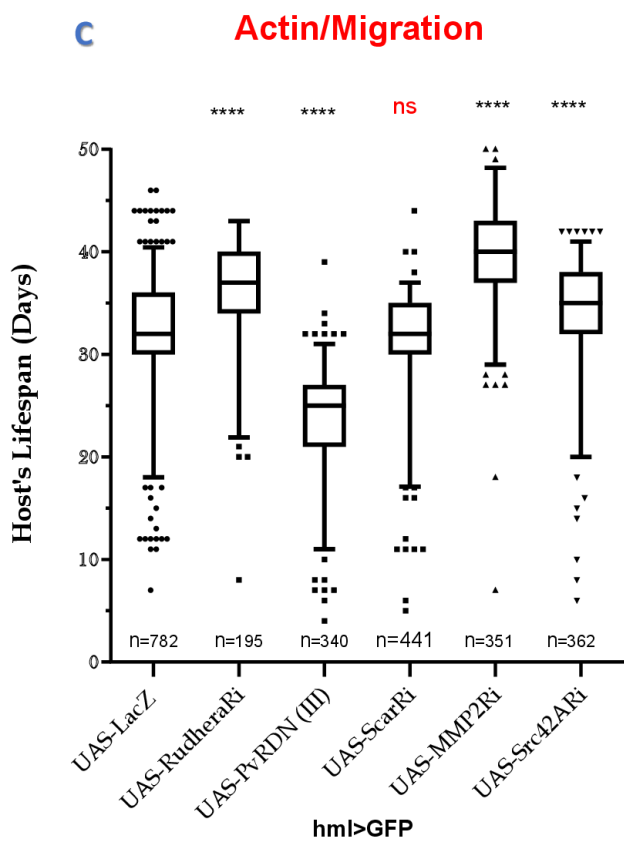 C
Actin/Migration
**** **** ns **** ****
50
40
30
20
10
0
Host's Lifespan (Days)
n=782 n=195 n=340 n=441 n=351 n=362
UAS-LacZ
UAS-RudheraRi
UAS-PvRDN (III)
UAS-ScarRi
UAS-MMP2Ri
UAS-Src42ARi
hml>GFP